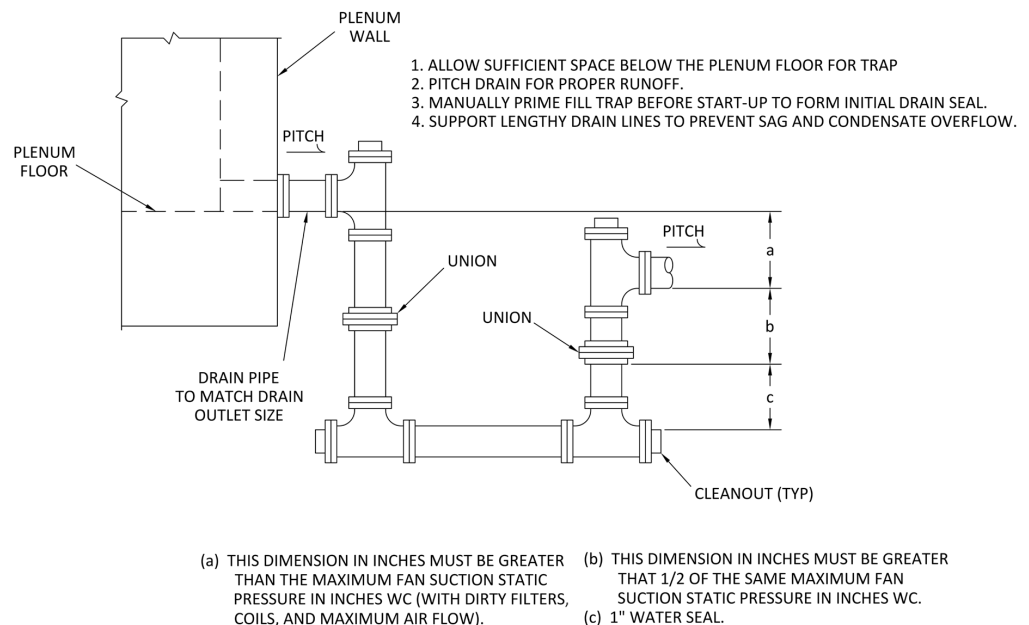 PLENUM
WALL
1. ALLOW SUFFICIENT SPACE BELOW THE PLENUM FLOOR FOR TRAP
2. PITCH DRAIN FOR PROPER RUNOFF.
3. MANUALLY PRIME FILL TRAP BEFORE START-UP TO FORM INITIAL DRAIN SEAL.
4. SUPPORT LENGTHY DRAIN LINES TO PREVENT SAG AND CONDENSATE OVERFLOW.
PITCH
PLENUM
FLOOR
PITCH
a
UNION
UNION
b
DRAIN PIPE
TO MATCH DRAIN
OUTLET SIZE
c
CLEANOUT (TYP)
(a) THIS DIMENSION IN INCHES MUST BE GREATER
THAN THE MAXIMUM FAN SUCTION STATIC
PRESSURE IN INCHES WC (WITH DIRTY FILTERS,
COILS, AND MAXIMUM AIR FLOW).
(b) THIS DIMENSION IN INCHES MUST BE GREATER
THAT 1/2 OF THE SAME MAXIMUM FAN
SUCTION STATIC PRESSURE IN INCHES WC.
(c) 1" WATER SEAL.